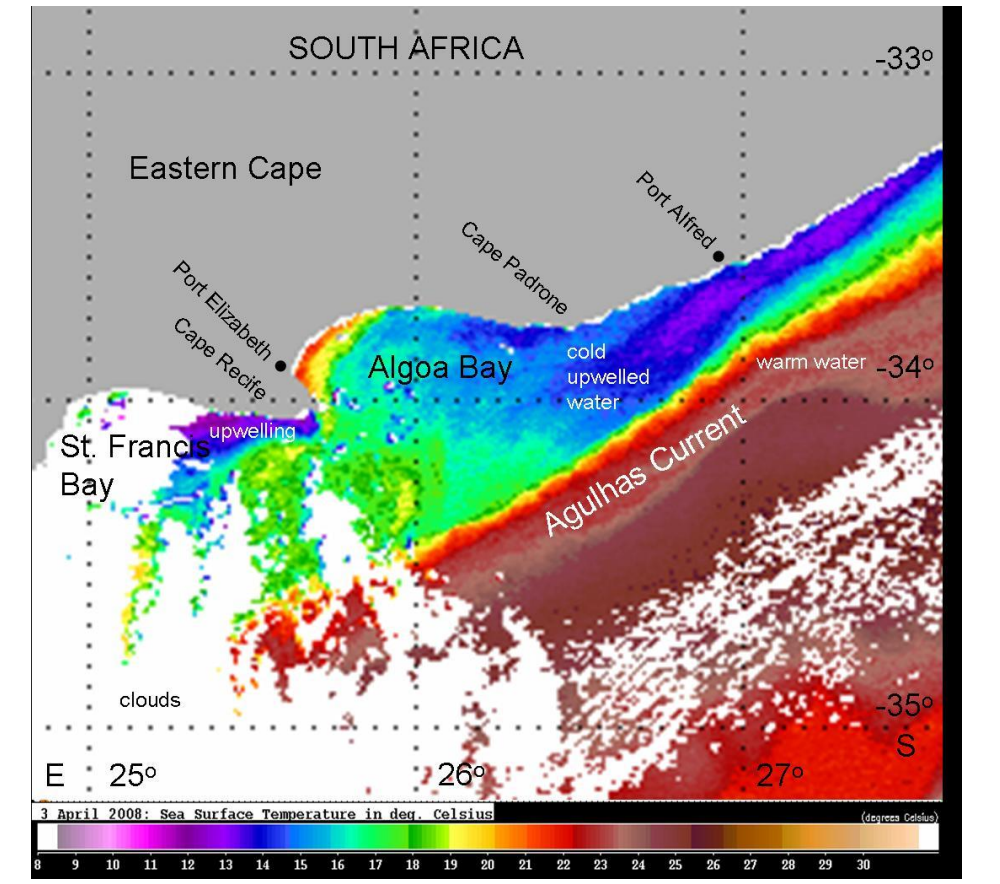 SOUTH AFRICA
-33°
Eastern Cape
Port Alfred
Cape Padrone
Port Elizabeth
Cape Recife
Algoa Bay
cold
upwelled
water
warm water
-34°
upwelling
St. Francis
Bay
Agulhas Current
clouds
-35°
S
E 25° 26° 27°
3 April 2008: Sea Surface Temperature in deg. Celsius
(degrees Celsius)
8 9 10 11 12 13 14 15 16 17 18 19 20 21 22 23 24 25 26 27 28 29 30